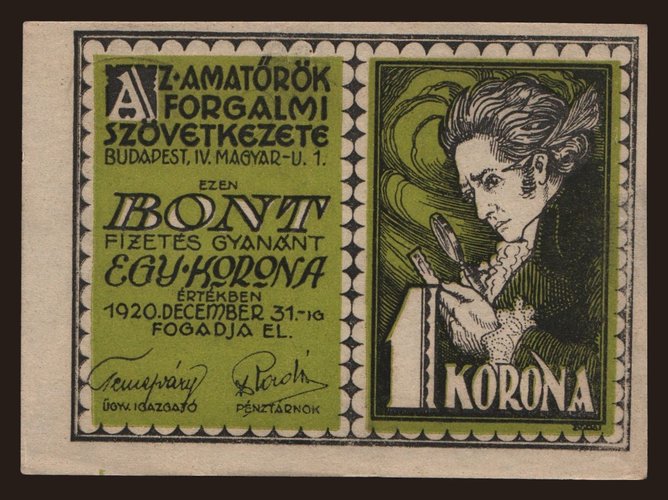 AZ·AMATŐRÖK
FORGALMI
SZÖVETKEZETE
BUDAPEST, IV. MAGYAR-U. 1.
EZEN
BONT
FIZETÉS GYANÁNT
EGY·KORONA
ÉRTÉKBEN
1920. DECEMBER 31.-IG
FOGADJA EL.
ÜGYV. IGAZGATÓ
PÉNZTÁRNOK
1 KORONA